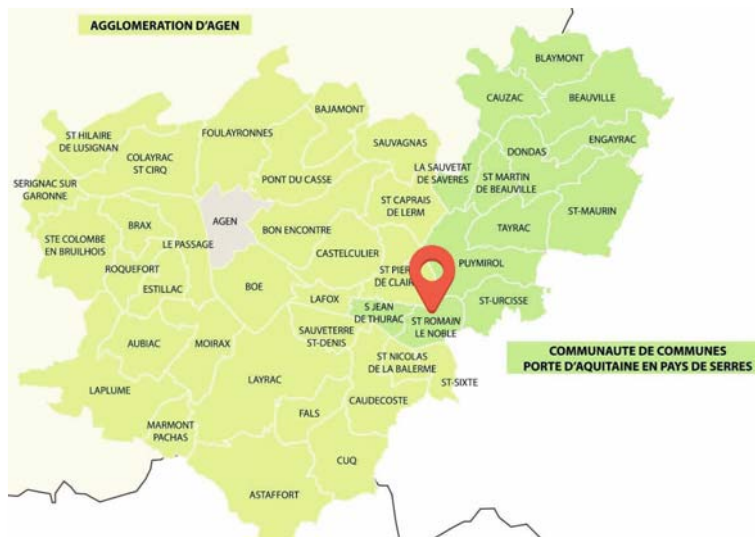 AGGLOMERATION D'AGEN
BLAYMONT
BEAUVILLE
CAUZAC
BAJAMONT
ST HILAIRE
DE LUSIGNAN
FOULAYRONNES
SAUVAGNAS
ENGAYRAC
DONDAS
COLAYRAC
ST CIRQ
LA SAUVETAT
DE SAVERES
ST MARTIN
DE BEAUVILLE
PONT DU CASSE
SERIGNAC SUR
GARONNE
ST CAPRAIS
DE LERM
ST-MAURIN
AGEN
BRAX
BON ENCONTRE
TAYRAC
STE COLOMBE
EN BRUILHOIS
LE PASSAGE
CASTELCULIER
PUYMIROL
ROQUEFORT
ST PIER
DE CLAIR
ESTILLAC
BOE
LAFOX
ST-URCISSE
S JEAN
DE THURAC
ST ROMAIN
LE NOBLE
SAUVETERRE
ST-DENIS
AUBIAC
MOIRAX
COMMUNAUTE DE COMMUNES
PORTE D'AQUITAINE EN PAYS DE SERRES
ST NICOLAS
DE LA BALERME
LAYRAC
ST-SIXTE
LAPLUME
CAUDECOSTE
FALS
MARMONT
PACHAS
CUQ
ASTAFFORT